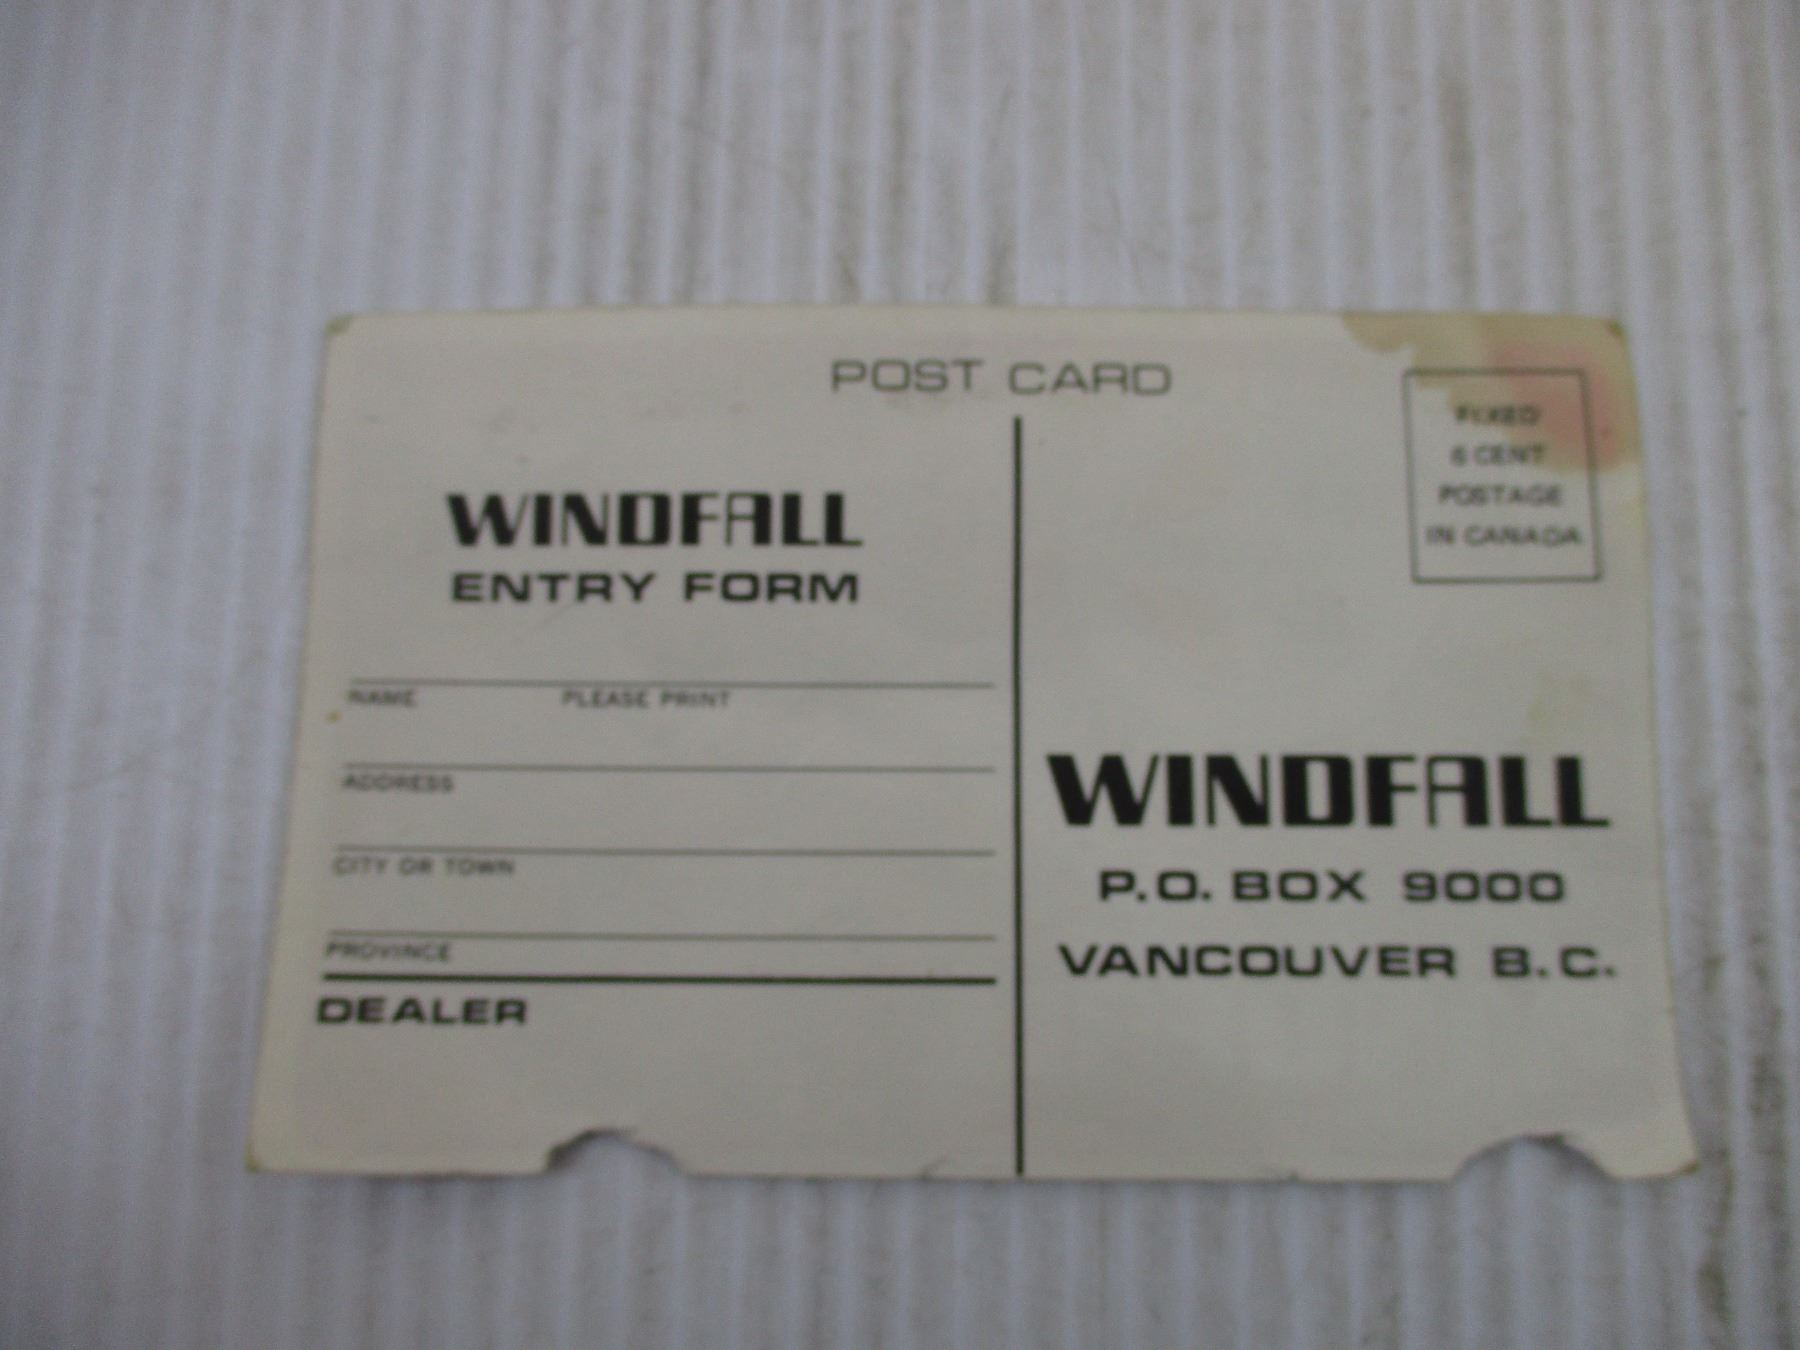 POST CARD
WINDFALL
ENTRY FORM
NAME PLEASE PRINT
ADDRESS
CITY OR TOWN
PROVINCE
DEALER
FIXED
6 CENT
POSTAGE
IN CANADA
WINDFALL
P.O. BOX 9000
VANCOUVER B.C.